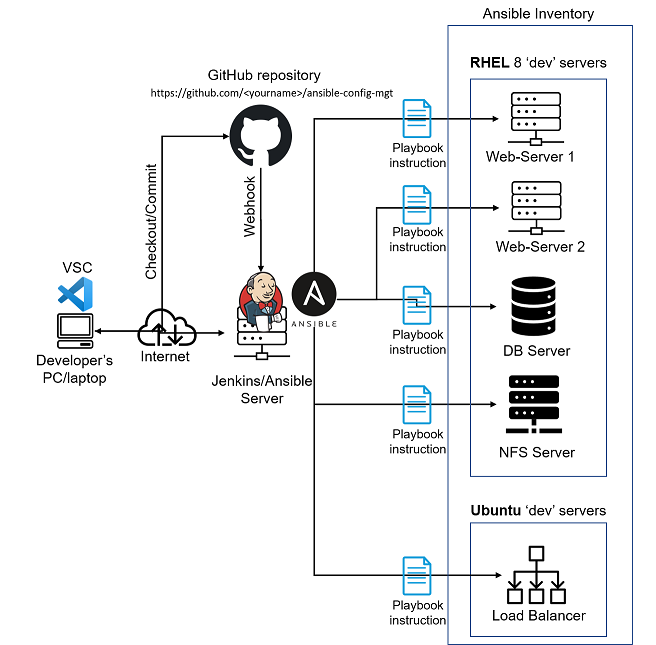 Ansible Inventory
RHEL 8 ‘dev’ servers
GitHub repository
https://github.com/<yourname>/ansible-config-mgt
Playbook
instruction
Web-Server 1
Checkout/Commit
Webhook
Playbook
instruction
Web-Server 2
VSC
ANSIBLE
Playbook
instruction
DB Server
Developer’s
PC/laptop
Internet
Jenkins/Ansible
Server
Playbook
instruction
NFS Server
Ubuntu ‘dev’ servers
Playbook
instruction
Load Balancer